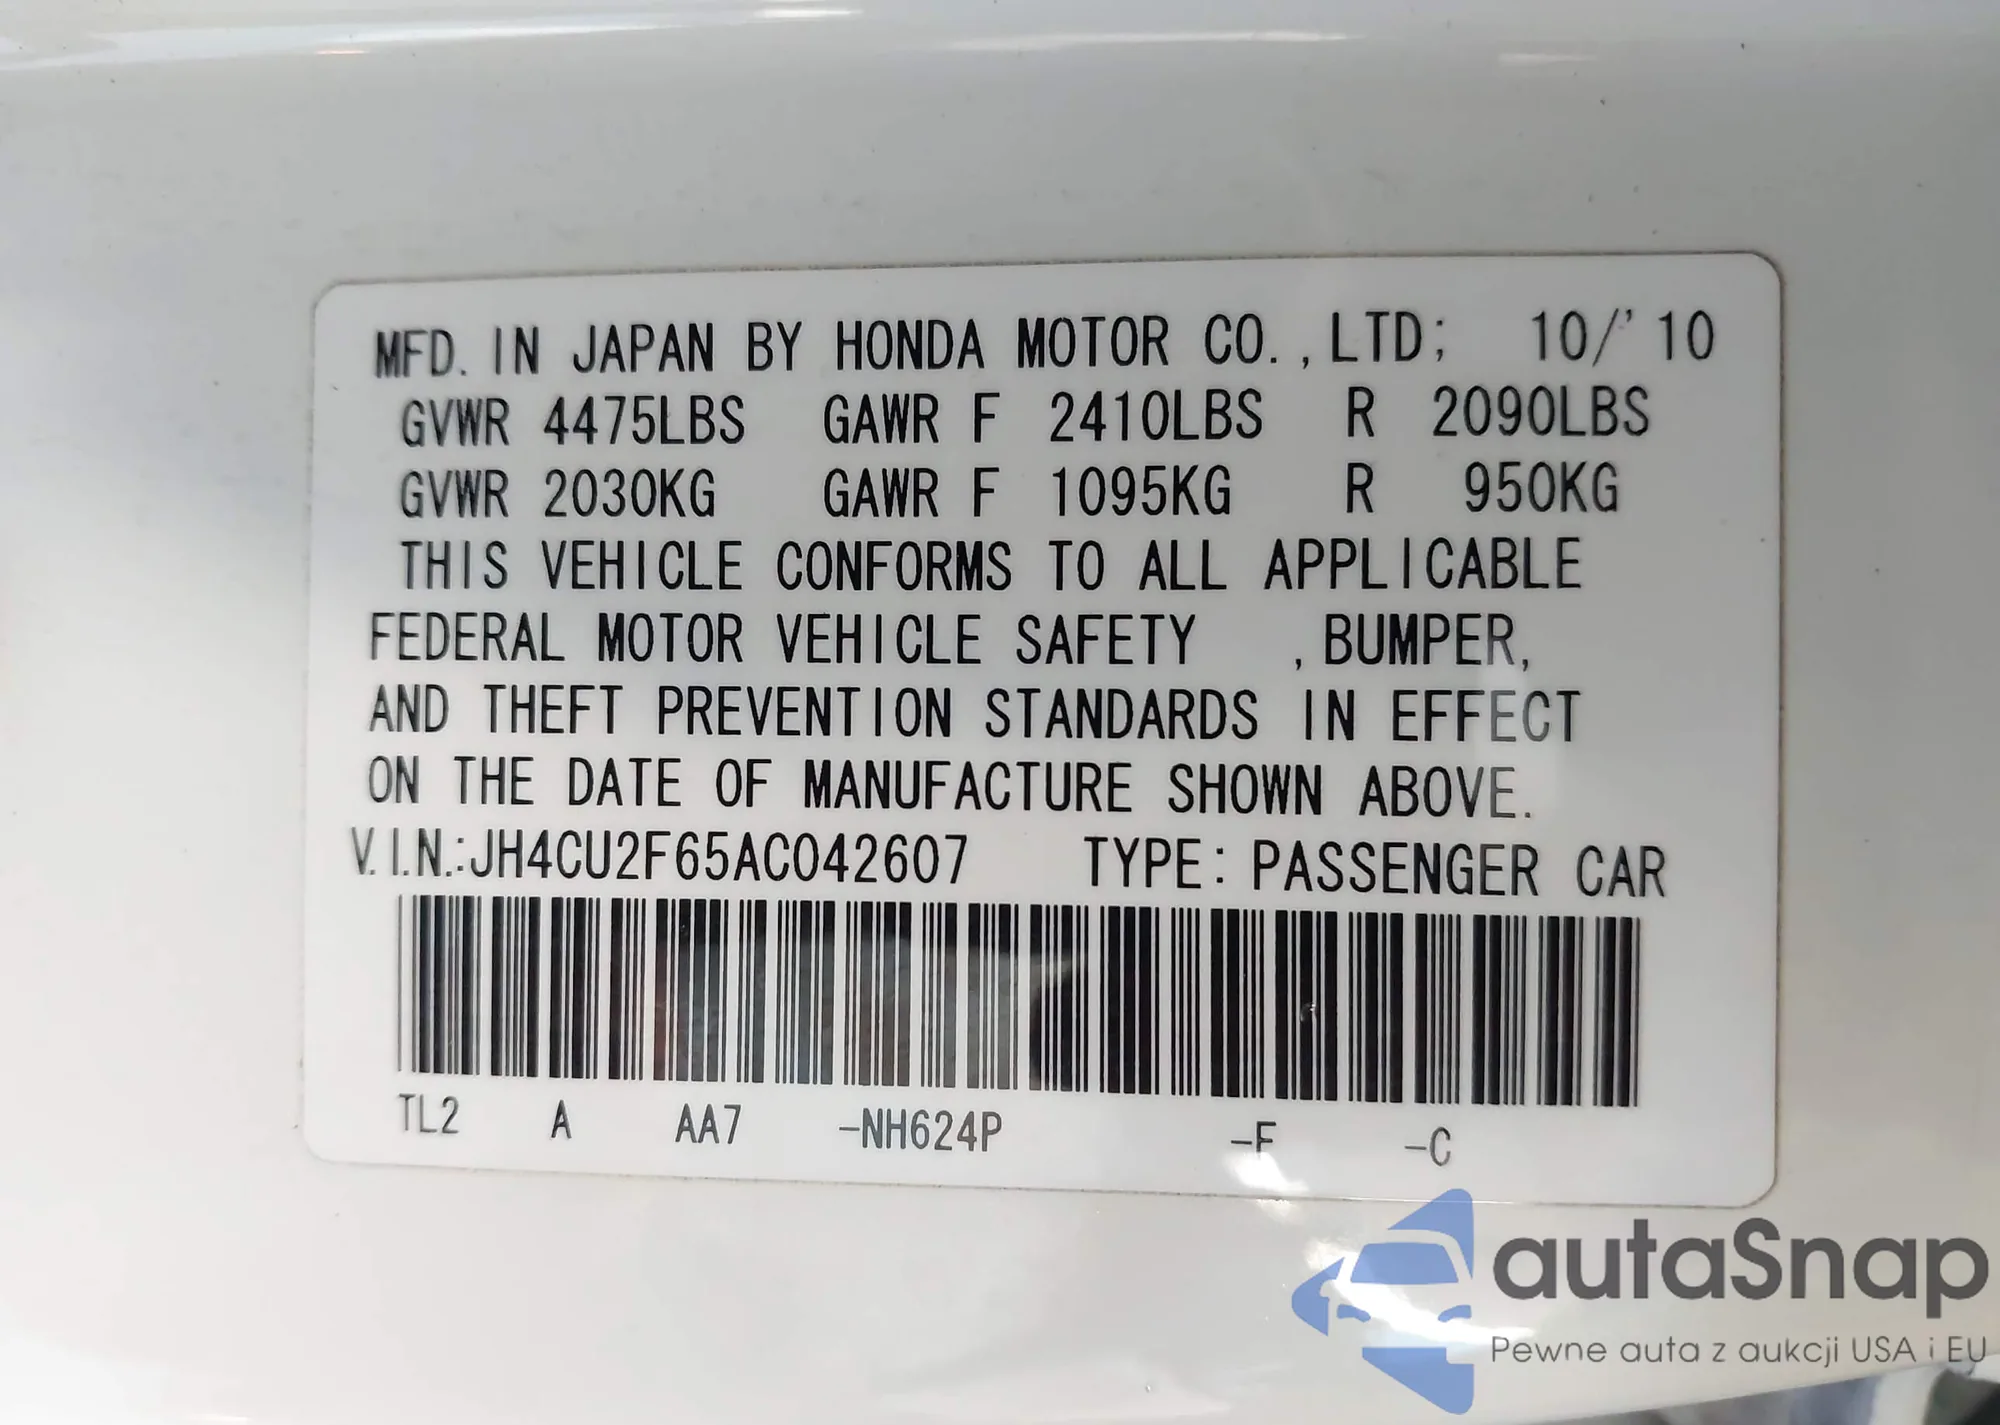 MFD. IN JAPAN BY HONDA MOTOR CO.,LTD; 10/'10
GVWR 4475LBS GAWR F 2410LBS R 2090LBS
GVWR 2030KG GAWR F 1095KG R 950KG
THIS VEHICLE CONFORMS TO ALL APPLICABLE
FEDERAL MOTOR VEHICLE SAFETY ,BUMPER,
AND THEFT PREVENTION STANDARDS IN EFFECT
ON THE DATE OF MANUFACTURE SHOWN ABOVE.
V.I.N.:JH4CU2F65AC042607 TYPE: PASSENGER CAR
TL2 A AA7 -NH624P -F -C
autaSnap
Pewne auta z aukcji USA i EU